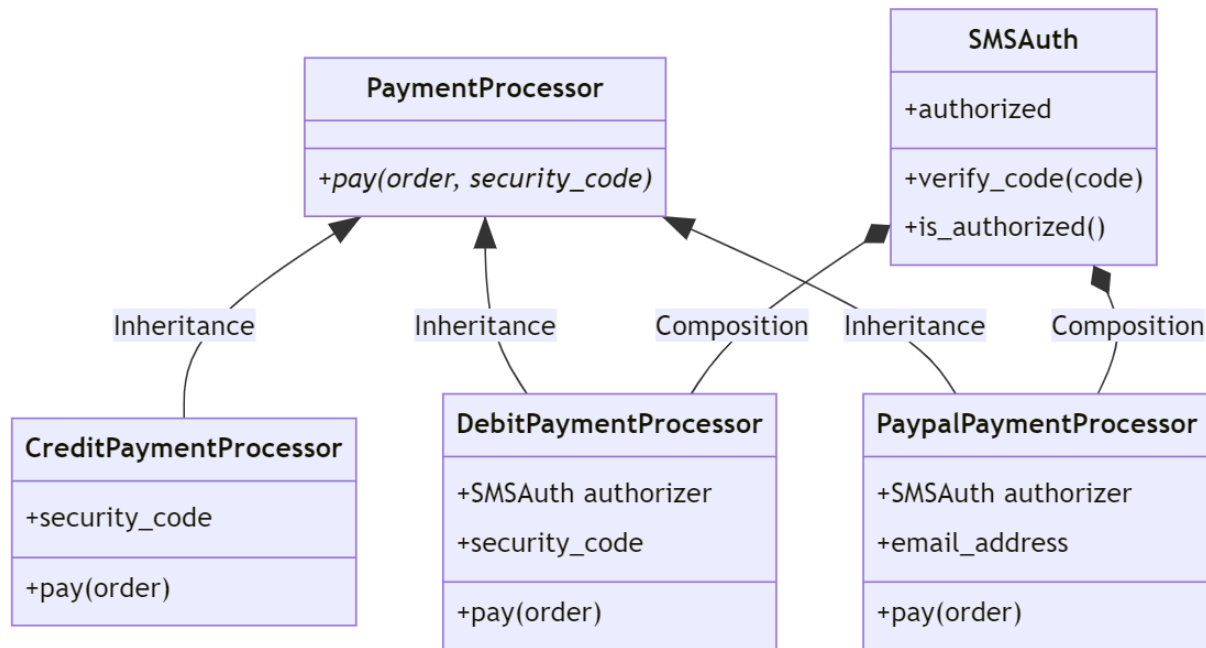 PaymentProcessor
+pay(order, security_code)
SMSAuth
+authorized
+verify_code(code)
+is_authorized()
Inheritance
Inheritance
Composition
Inheritance
Composition
CreditPaymentProcessor
+security_code
+pay(order)
DebitPaymentProcessor
+SMSAuth authorizer
+security_code
+pay(order)
PaypalPaymentProcessor
+SMSAuth authorizer
+email_address
+pay(order)